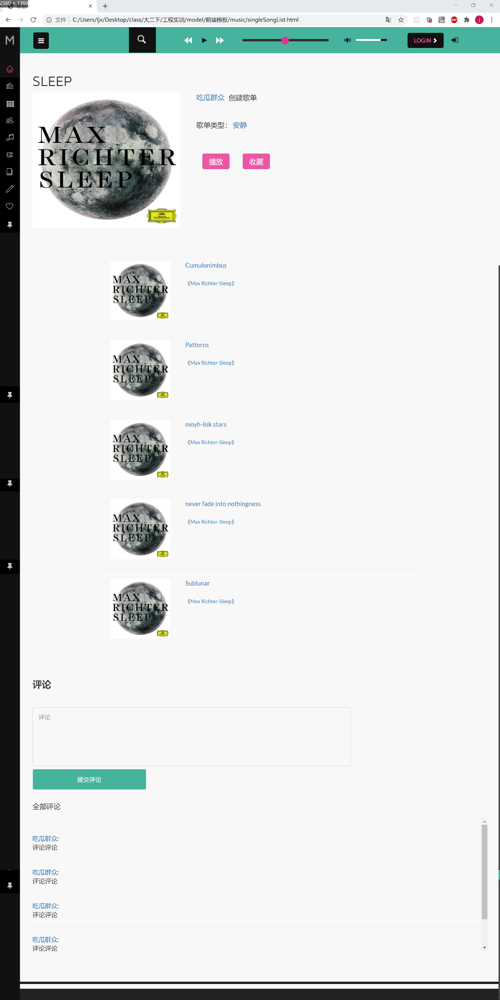 2560 × 1360
文件
C:/Users/ljx/Desktop/class/大二下/工程实训/model/前端模板/music/singleSongList.html
ABP
j
M
LOGIN
SLEEP
MAX
RICHTER
SLEEP
吃瓜群众 创建歌单
歌单类型： 安静
播放 收藏
MAX
RICHTER
SLEEP
Cumulonimbus
《Max Richter-Sleep》
MAX
RICHTER
SLEEP
Patterns
《Max Richter-Sleep》
MAX
RICHTER
SLEEP
moyh-lisk stars
《Max Richter-Sleep》
MAX
RICHTER
SLEEP
never fade into nothingness
《Max Richter-Sleep》
MAX
RICHTER
SLEEP
Sublunar
《Max Richter-Sleep》
评论
评论
提交评论
全部评论
吃瓜群众:
评论评论
吃瓜群众:
评论评论
吃瓜群众:
评论评论
吃瓜群众:
评论评论